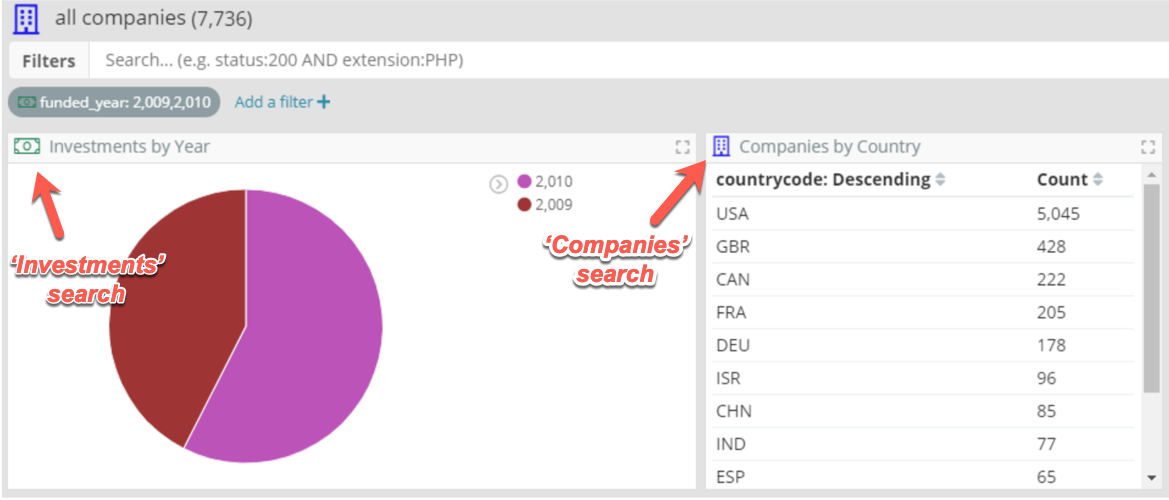 all companies (7,736)
Filters Search... (e.g. status:200 AND extension:PHP)
funded_year: 2,009,2,010 Add a filter +
Investments by Year
2,010
2,009
‘Investments’
search
Companies by Country
‘Companies’
search
countrycode: Descending Count
USA 5,045
GBR 428
CAN 222
FRA 205
DEU 178
ISR 96
CHN 85
IND 77
ESP 65